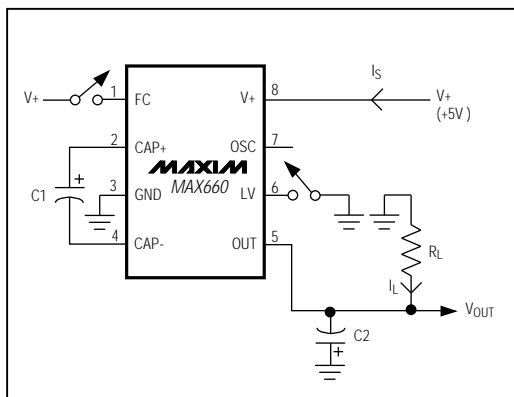 V+
1
FC
V+
8
I_S
V+
(+5V)
2
CAP+
OSC
7
+
C1
MAXIM
MAX660
3
GND
LV
6
4
CAP-
OUT
5
R_L
I_L
V_OUT
C2
+